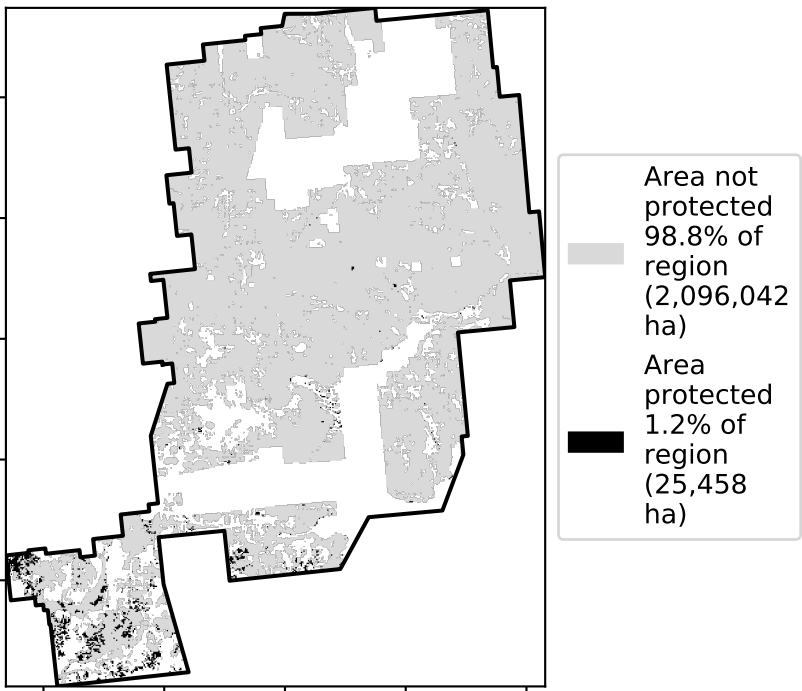 Area not
protected
98.8% of
region
(2,096,042
ha)
Area
protected
1.2% of
region
(25,458
ha)